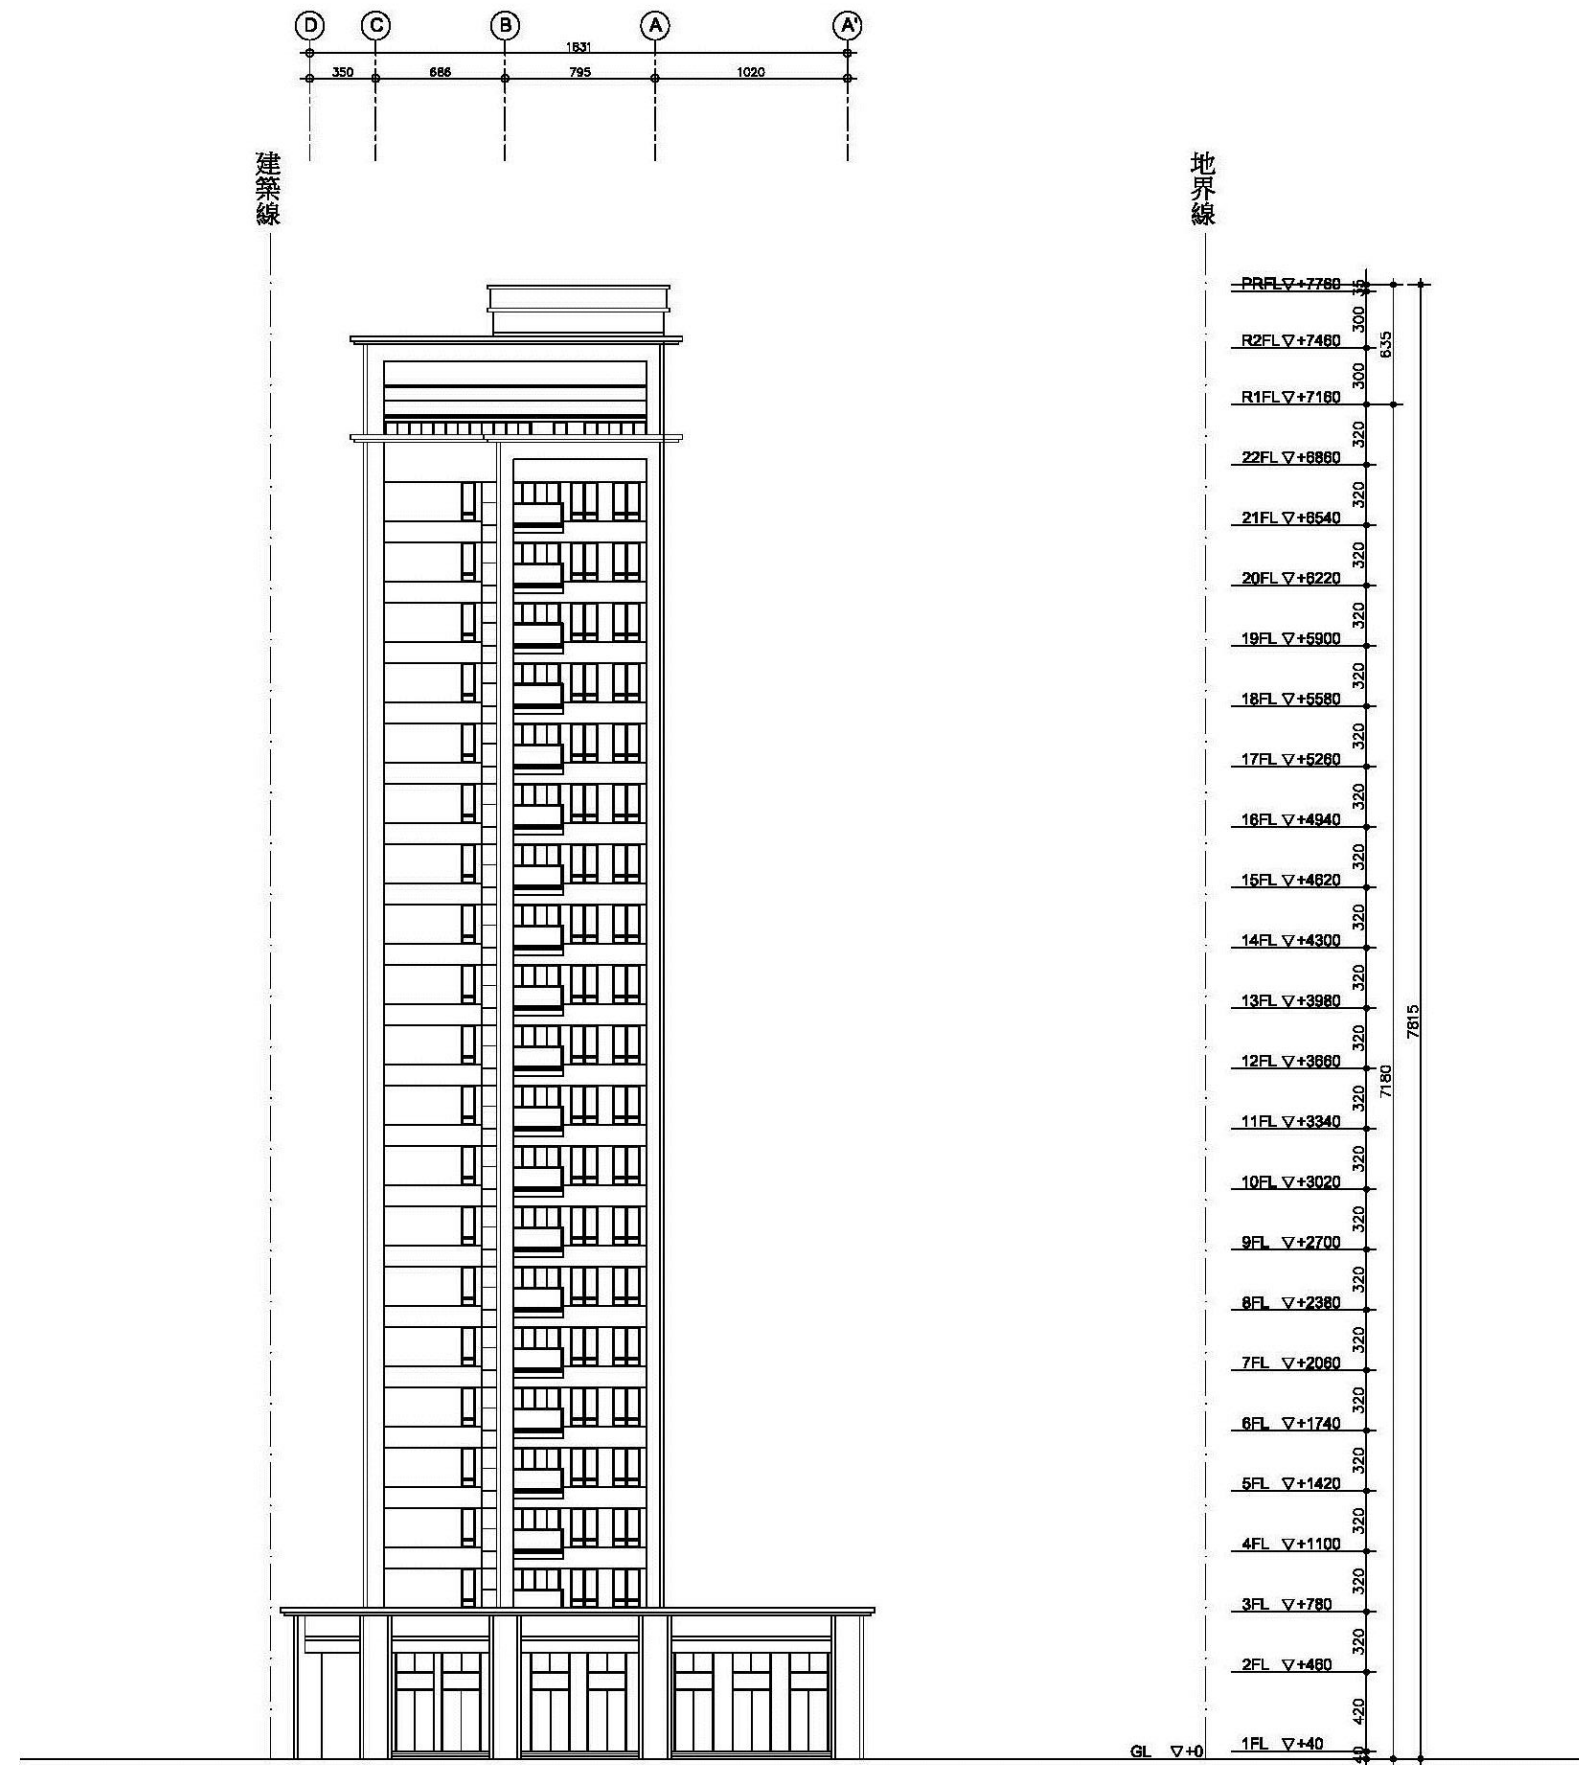 D C B A A'
1831
350 686 795 1020
建築線
地界線
PRFL▽+7780
35
300
R2FL▽+7480
635
300
R1FL▽+7180
320
22FL ▽+6860
320
21FL ▽+6540
320
20FL ▽+6220
320
19FL ▽+5900
320
18FL ▽+5580
320
17FL ▽+5260
320
16FL ▽+4940
320
15FL ▽+4620
320
14FL ▽+4300
320
13FL ▽+3980
7815
320
12FL ▽+3660
7180
320
11FL ▽+3340
320
10FL ▽+3020
320
9FL ▽+2700
320
8FL ▽+2380
320
7FL ▽+2060
320
6FL ▽+1740
320
5FL ▽+1420
320
4FL ▽+1100
320
3FL ▽+780
320
2FL ▽+460
420
1FL ▽+40
GL ▽+0
40